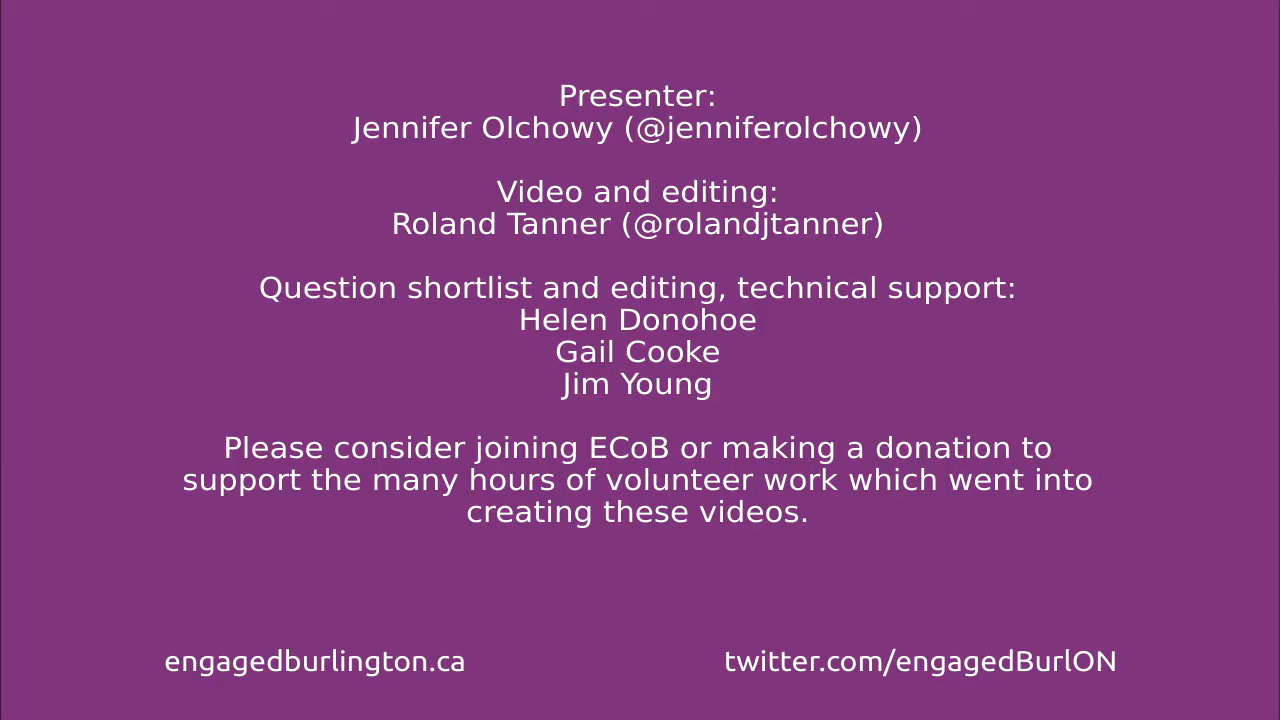 Presenter:
Jennifer Olchowy (@jenniferolchowy)
Video and editing:
Roland Tanner (@rolandjtanner)
Question shortlist and editing, technical support:
Helen Donohoe
Gail Cooke
Jim Young
Please consider joining ECoB or making a donation to
support the many hours of volunteer work which went into
creating these videos.
engagedburlington.ca
twitter.com/engagedBurlON